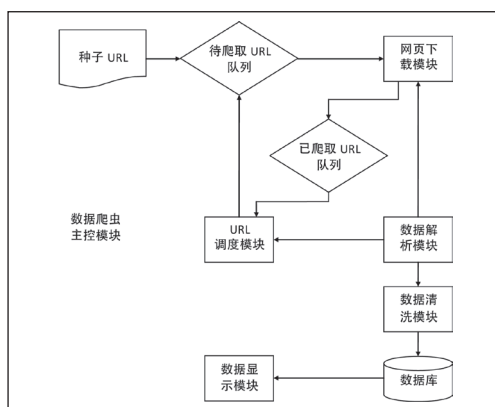 种子 URL
待爬取 URL
队列
网页下
载模块
已爬取 URL
队列
数据爬虫
主控模块
URL
调度模块
数据解
析模块
数据清
洗模块
数据显
示模块
数据库